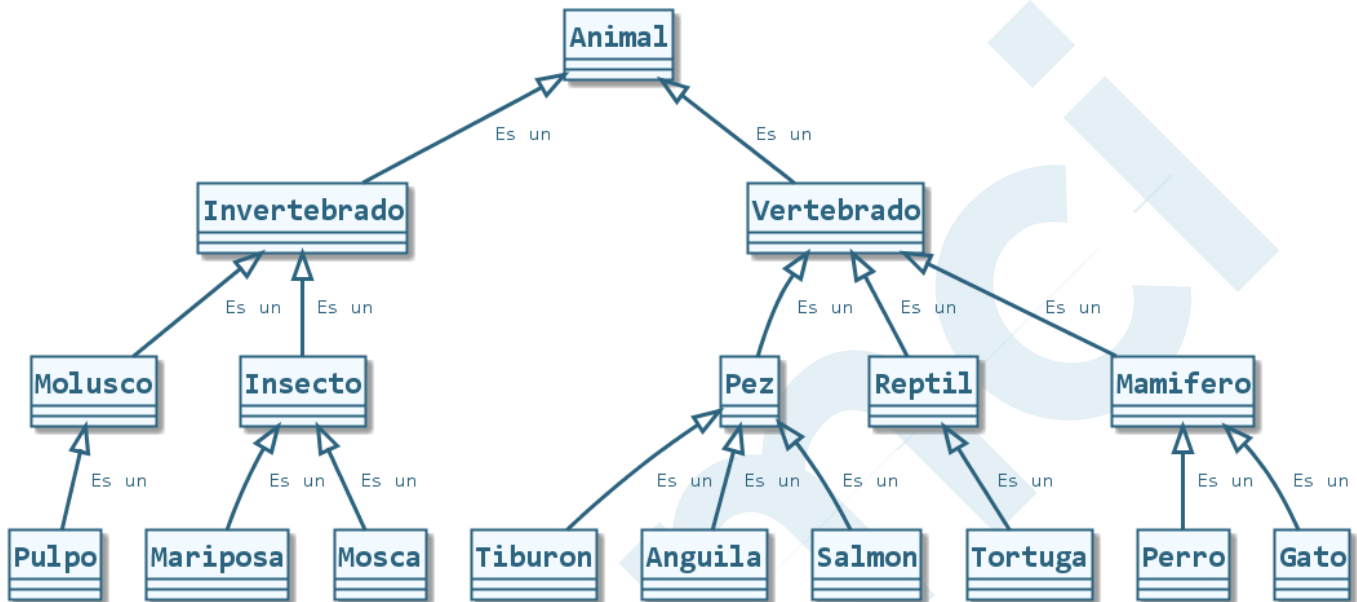 Animal
Es un
Es un
Invertebrado
Vertebrado
Es un
Es un
Es un
Es un
Es un
Molusco
Insecto
Pez
Reptil
Mamifero
Es un
Es un
Es un
Es un
Es un
Es un
Es un
Es un
Es un
Pulpo
Mariposa
Mosca
Tiburon
Anguila
Salmon
Tortuga
Perro
Gato